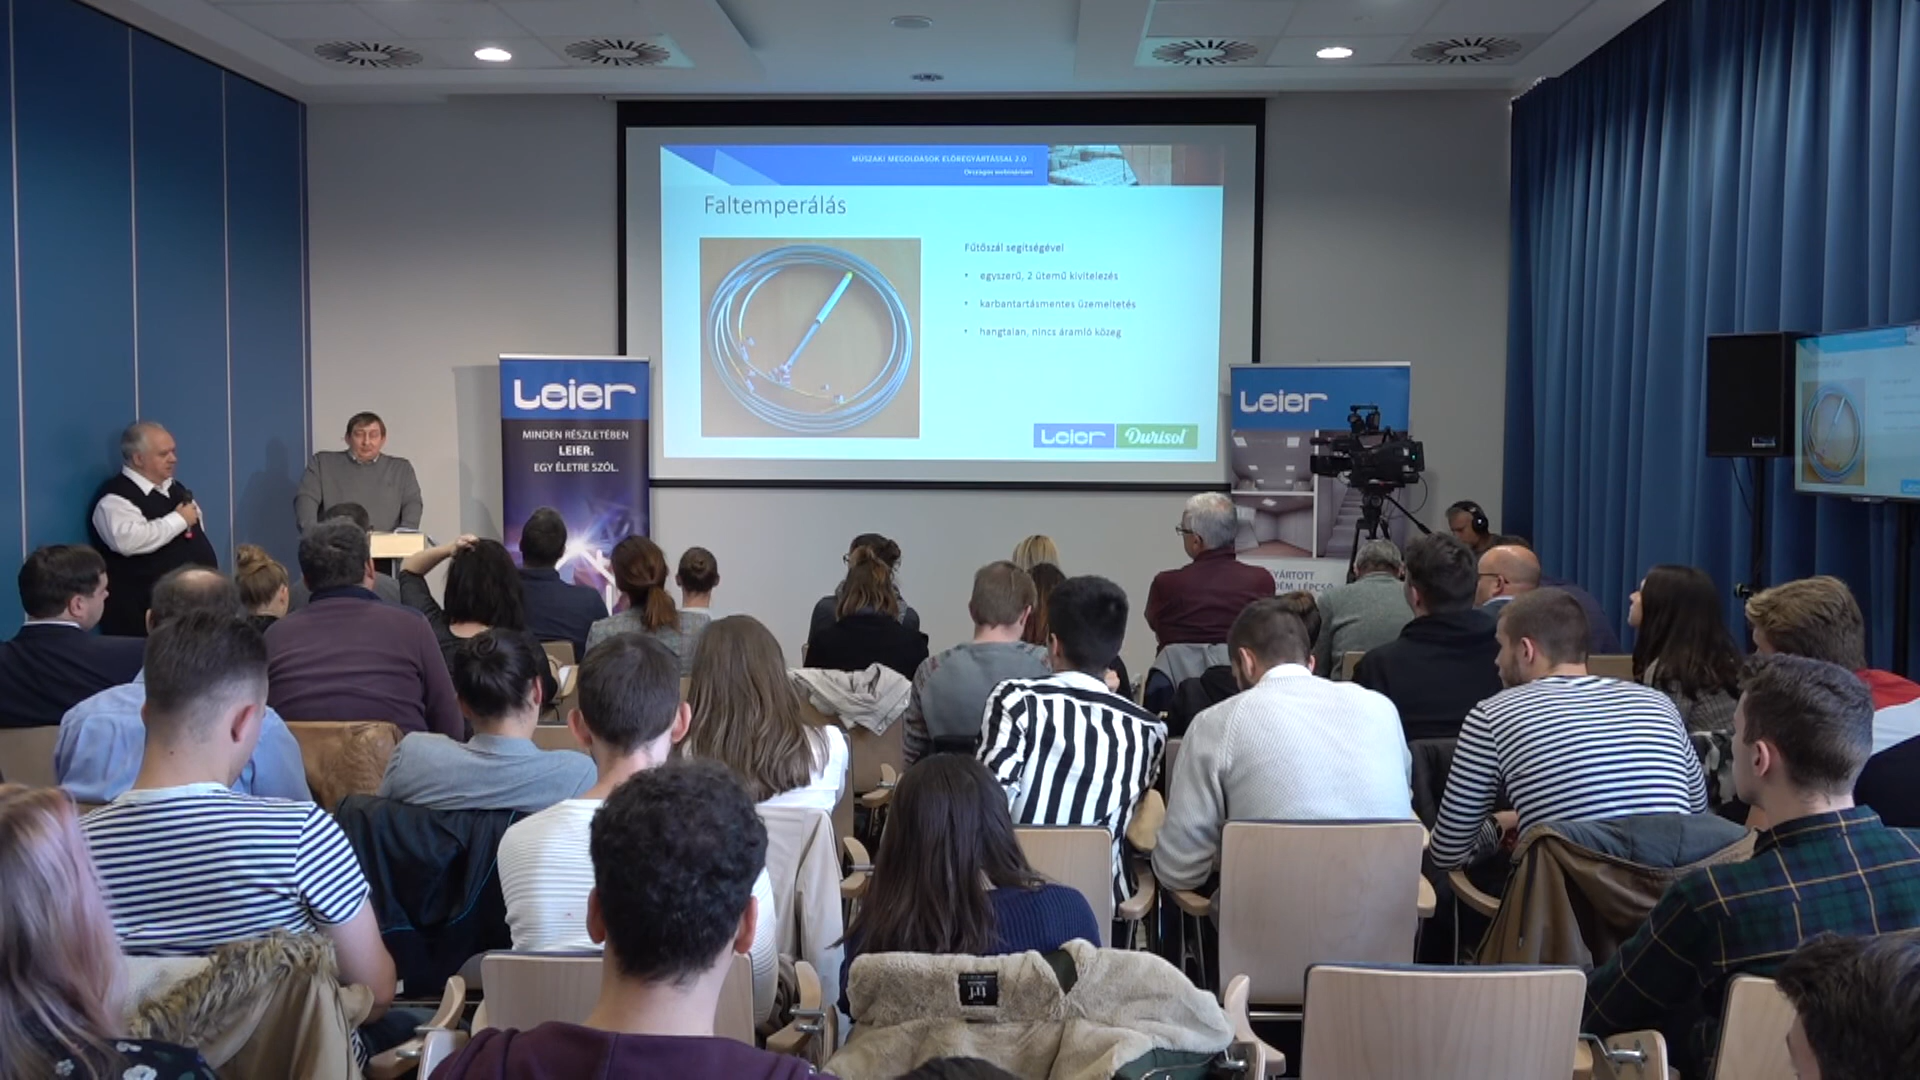 MŰSZAKI MEGOLDÁSOK ELŐREGYÁRTÁSSAL 2.0
Országos webinárium
Faltemperálás
Fűtőszál segítségével
• egyszerű, 2 ütemű kivitelezés
• karbantartásmentes üzemeltetés
• hangtalan, nincs áramló közeg
Leier
Durisol
Leier
MINDEN RÉSZLETÉBEN
LEIER.
EGY ÉLETRE SZÓL.
Leier